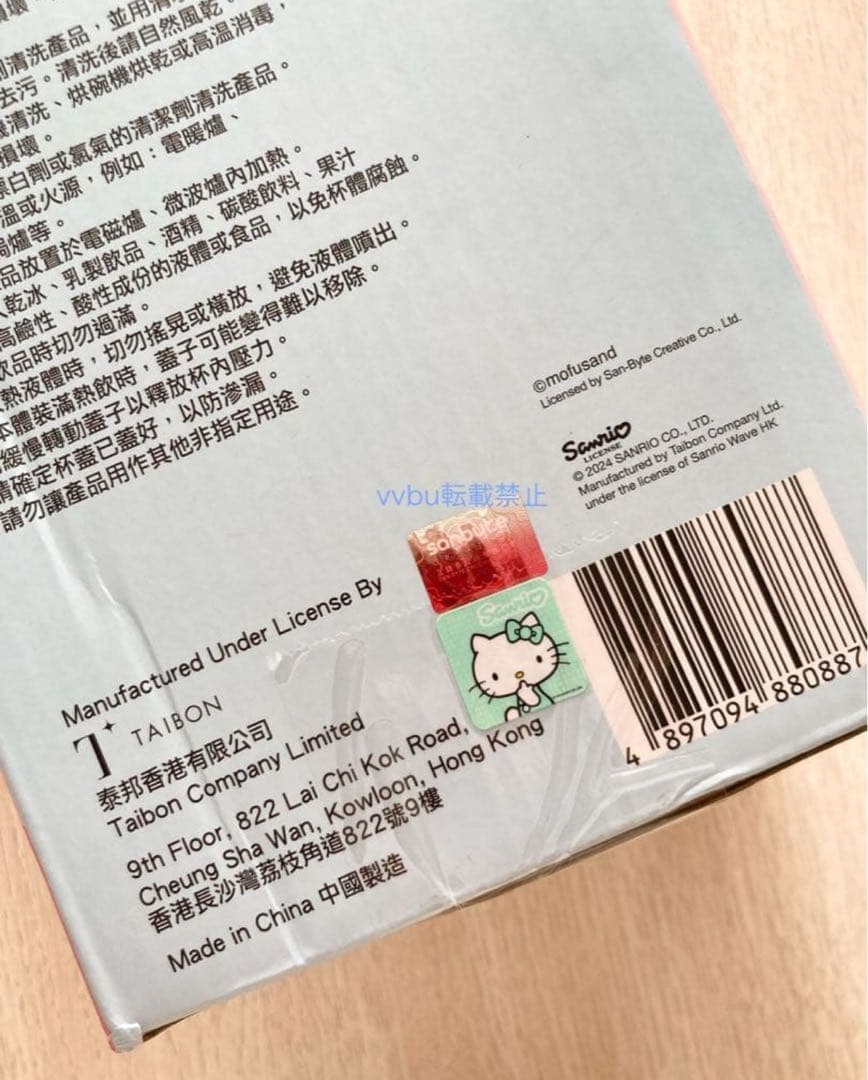 損壞。
劑清洗產品，並用清
去污。清洗後請自然風乾。
機清洗、烘碗機烘乾或高溫消毒，
損壞。
漂白劑或氯氣的清潔劑清洗產品。
溫或火源，例如：電暖爐、
焗爐等。
品放置於電磁爐、微波爐內加熱。
入乾冰、乳製飲品、酒精、碳酸飲料、果汁
高鹼性、酸性成份的液體或食品，以免杯體腐蝕。
飲品時切勿過滿。
熱液體時，切勿搖晃或橫放，避免液體噴出。
本體裝滿熱飲時，蓋子可能變得難以移除。
緩慢轉動蓋子以釋放杯內壓力。
請確定杯蓋已蓋好，以防滲漏。
請勿讓產品用作其他非指定用途。
©mofusand
Licensed by San-Byte Creative Co., Ltd.
Sanrio
LICENSE
© 2024 SANRIO CO., LTD.
Manufactured by Taibon Company Ltd.
under the license of Sanrio Wave HK
vvbu転載禁止
sanbyte
Sanrio
Manufactured Under License By
T TAIBON
泰邦香港有限公司
Taibon Company Limited
9th Floor, 822 Lai Chi Kok Road,
Cheung Sha Wan, Kowloon, Hong Kong
香港長沙灣荔枝角道822號9樓
Made in China 中國製造
4 897094 880887